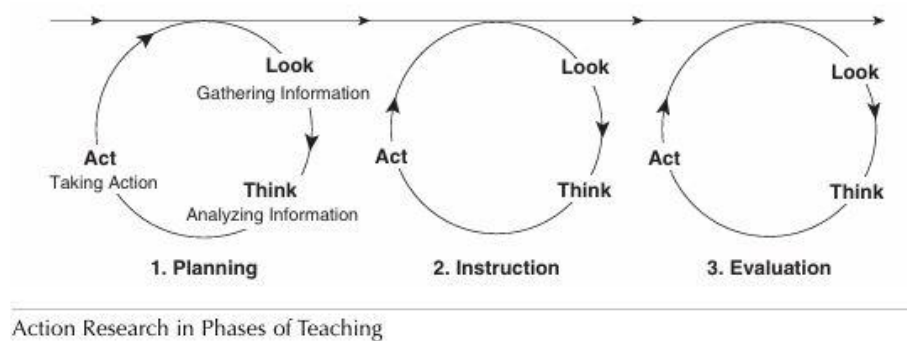 Look
Gathering Information
Act
Taking Action
Think
Analyzing Information
1. Planning
Look
Act
Think
2. Instruction
Look
Act
Think
3. Evaluation
Action Research in Phases of Teaching